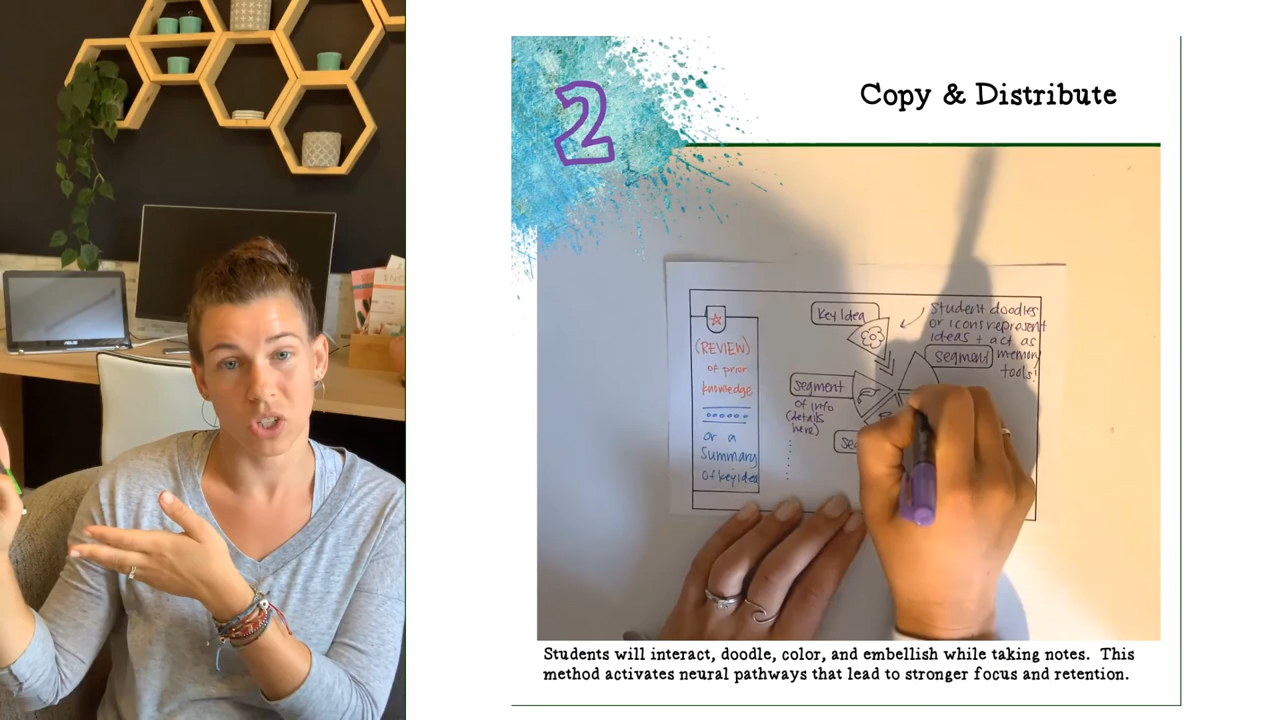 2
Copy & Distribute
Key Idea
student doodles
or icons represent
ideas + act as
memory
tools!
segment
(REVIEW)
of prior
knowledge
or a
summary
of key idea
segment
of info
(details
here)
ASUS
Students will interact, doodle, color, and embellish while taking notes. This
method activates neural pathways that lead to stronger focus and retention.